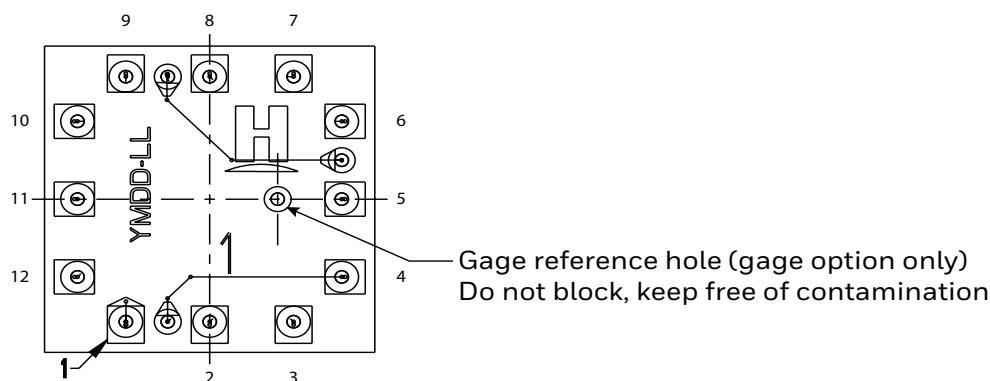 9 8 7
10 6
H
YMDD-LL
11 5
1
Gage reference hole (gage option only)
12 4
Do not block, keep free of contamination
1 2 3